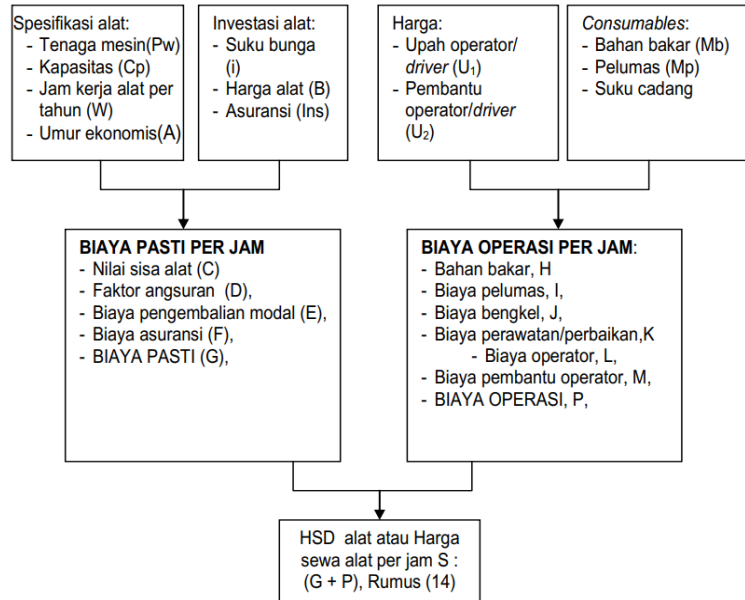 Spesifikasi alat:
- Tenaga mesin(Pw)
- Kapasitas (Cp)
- Jam kerja alat per
tahun (W)
- Umur ekonomis(A)
Investasi alat:
- Suku bunga
(i)
- Harga alat (B)
- Asuransi (Ins)
Harga:
- Upah operator/
driver (U₁)
- Pembantu
operator/driver
(U₂)
Consumables:
- Bahan bakar (Mb)
- Pelumas (Mp)
- Suku cadang
BIAYA PASTI PER JAM
- Nilai sisa alat (C)
- Faktor angsuran (D),
- Biaya pengembalian modal (E),
- Biaya asuransi (F),
- BIAYA PASTI (G),
BIAYA OPERASI PER JAM:
- Bahan bakar, H
- Biaya pelumas, I,
- Biaya bengkel, J,
- Biaya perawatan/perbaikan,K
- Biaya operator, L,
- Biaya pembantu operator, M,
- BIAYA OPERASI, P,
HSD alat atau Harga
sewa alat per jam S :
(G + P), Rumus (14)